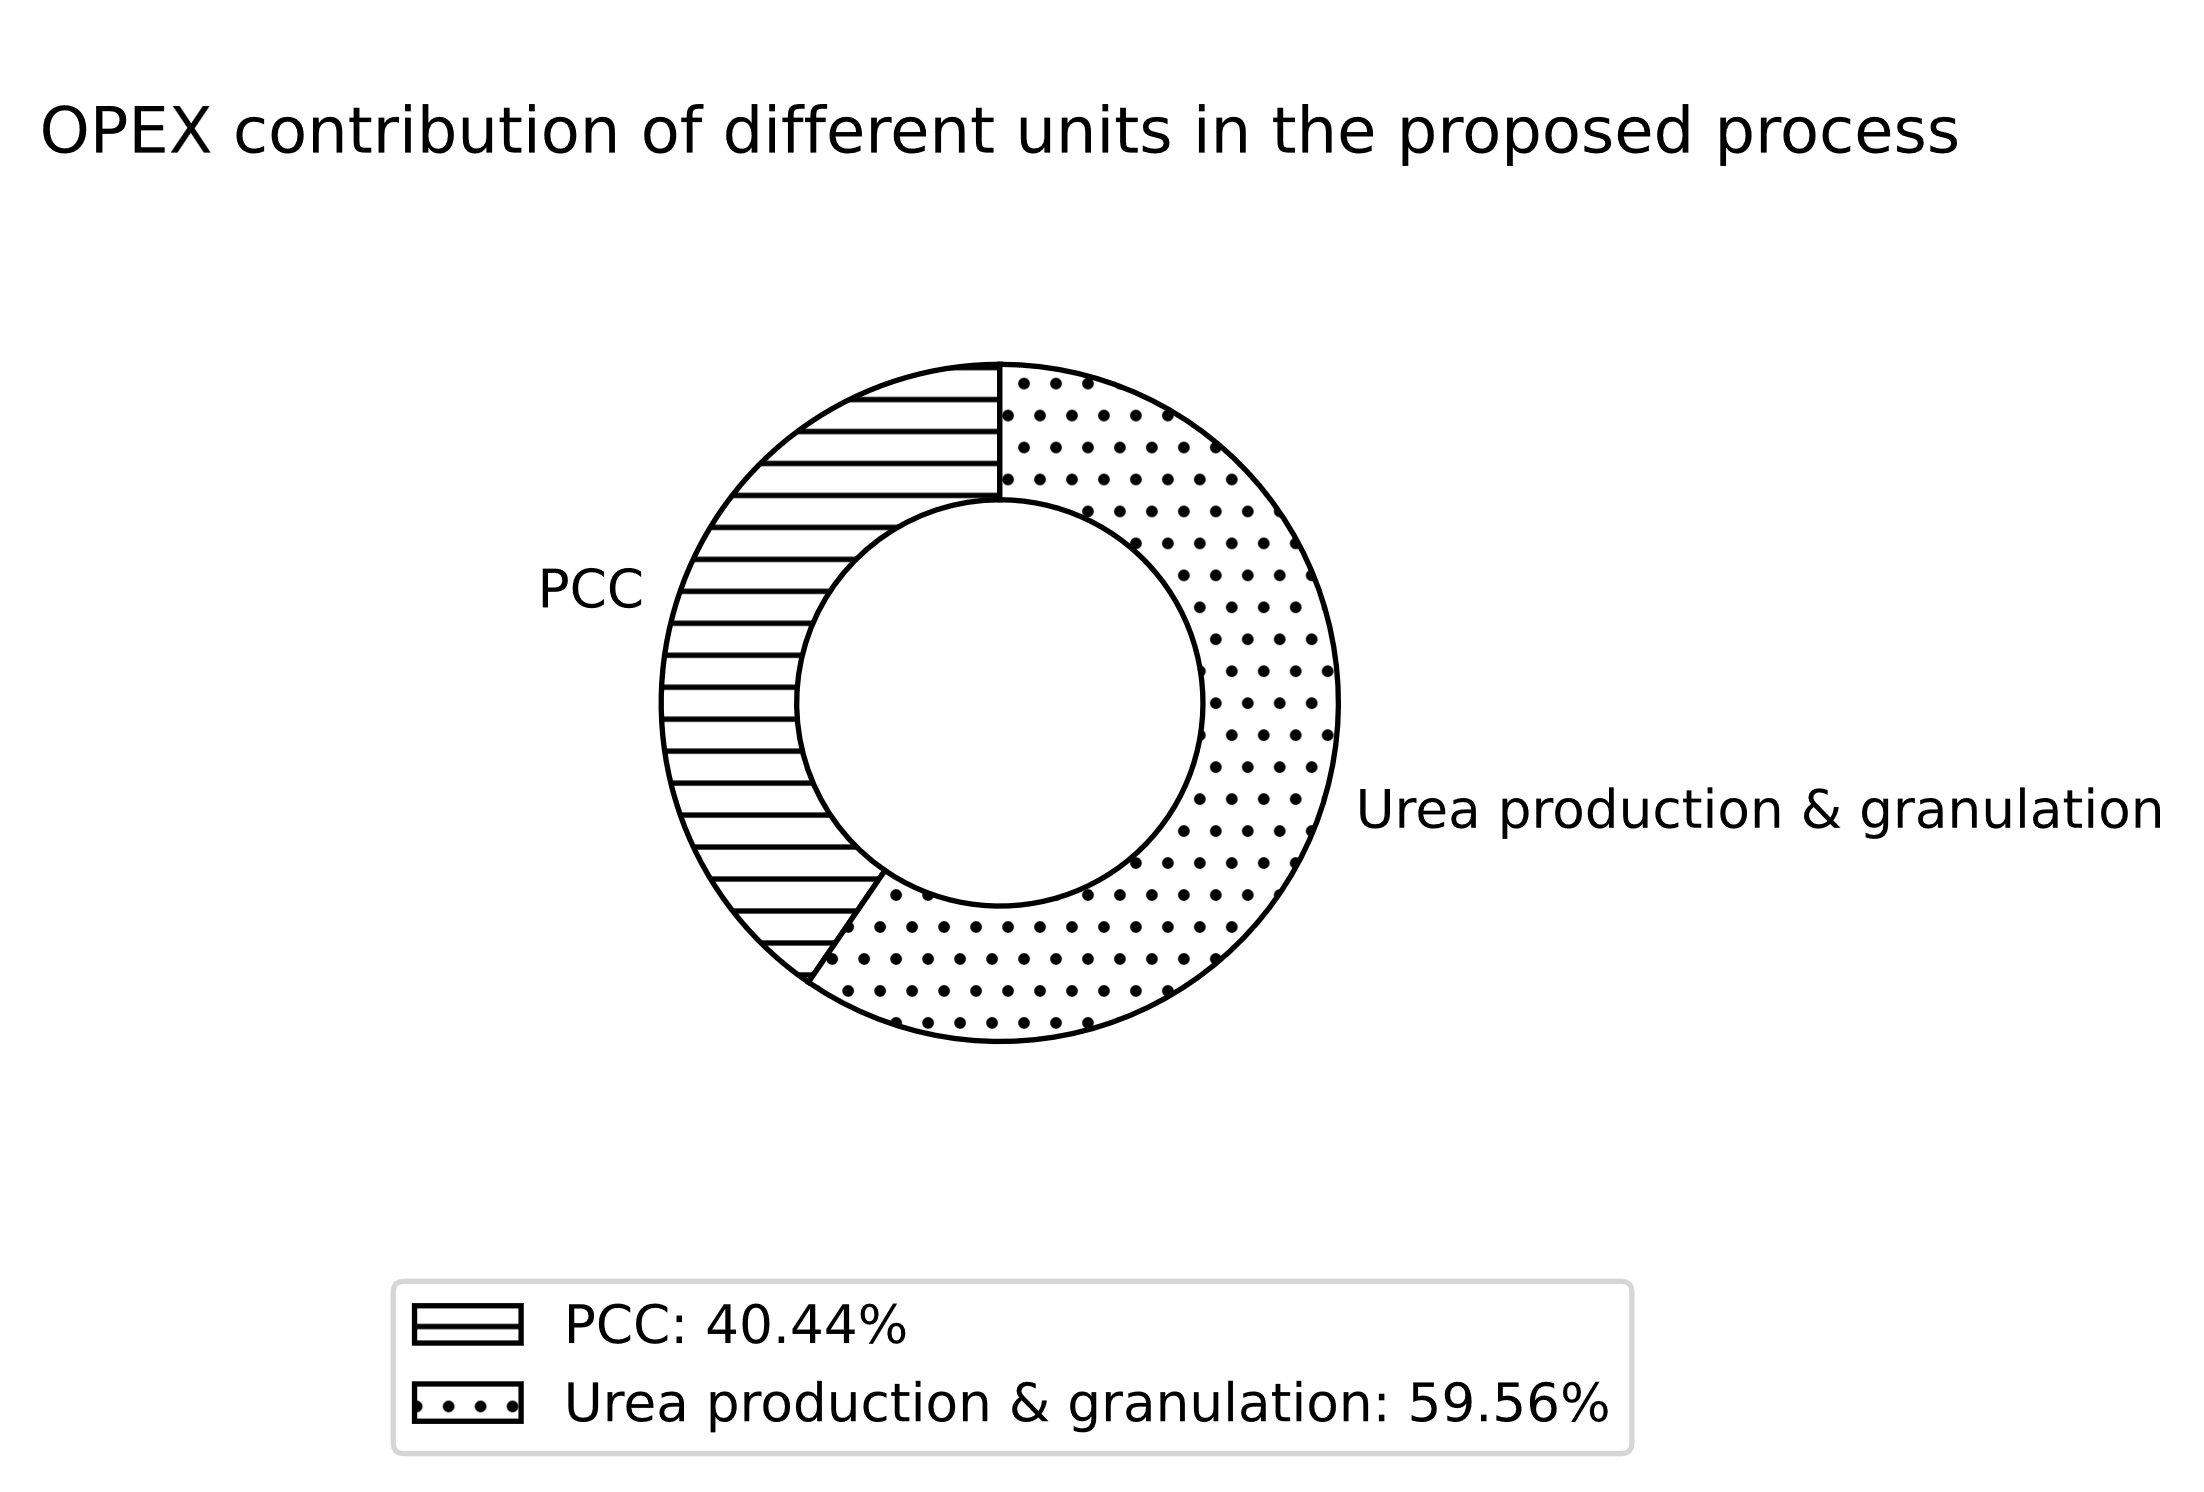 OPEX contribution of different units in the proposed process
PCC
Urea production & granulation
PCC: 40.44%
Urea production & granulation: 59.56%